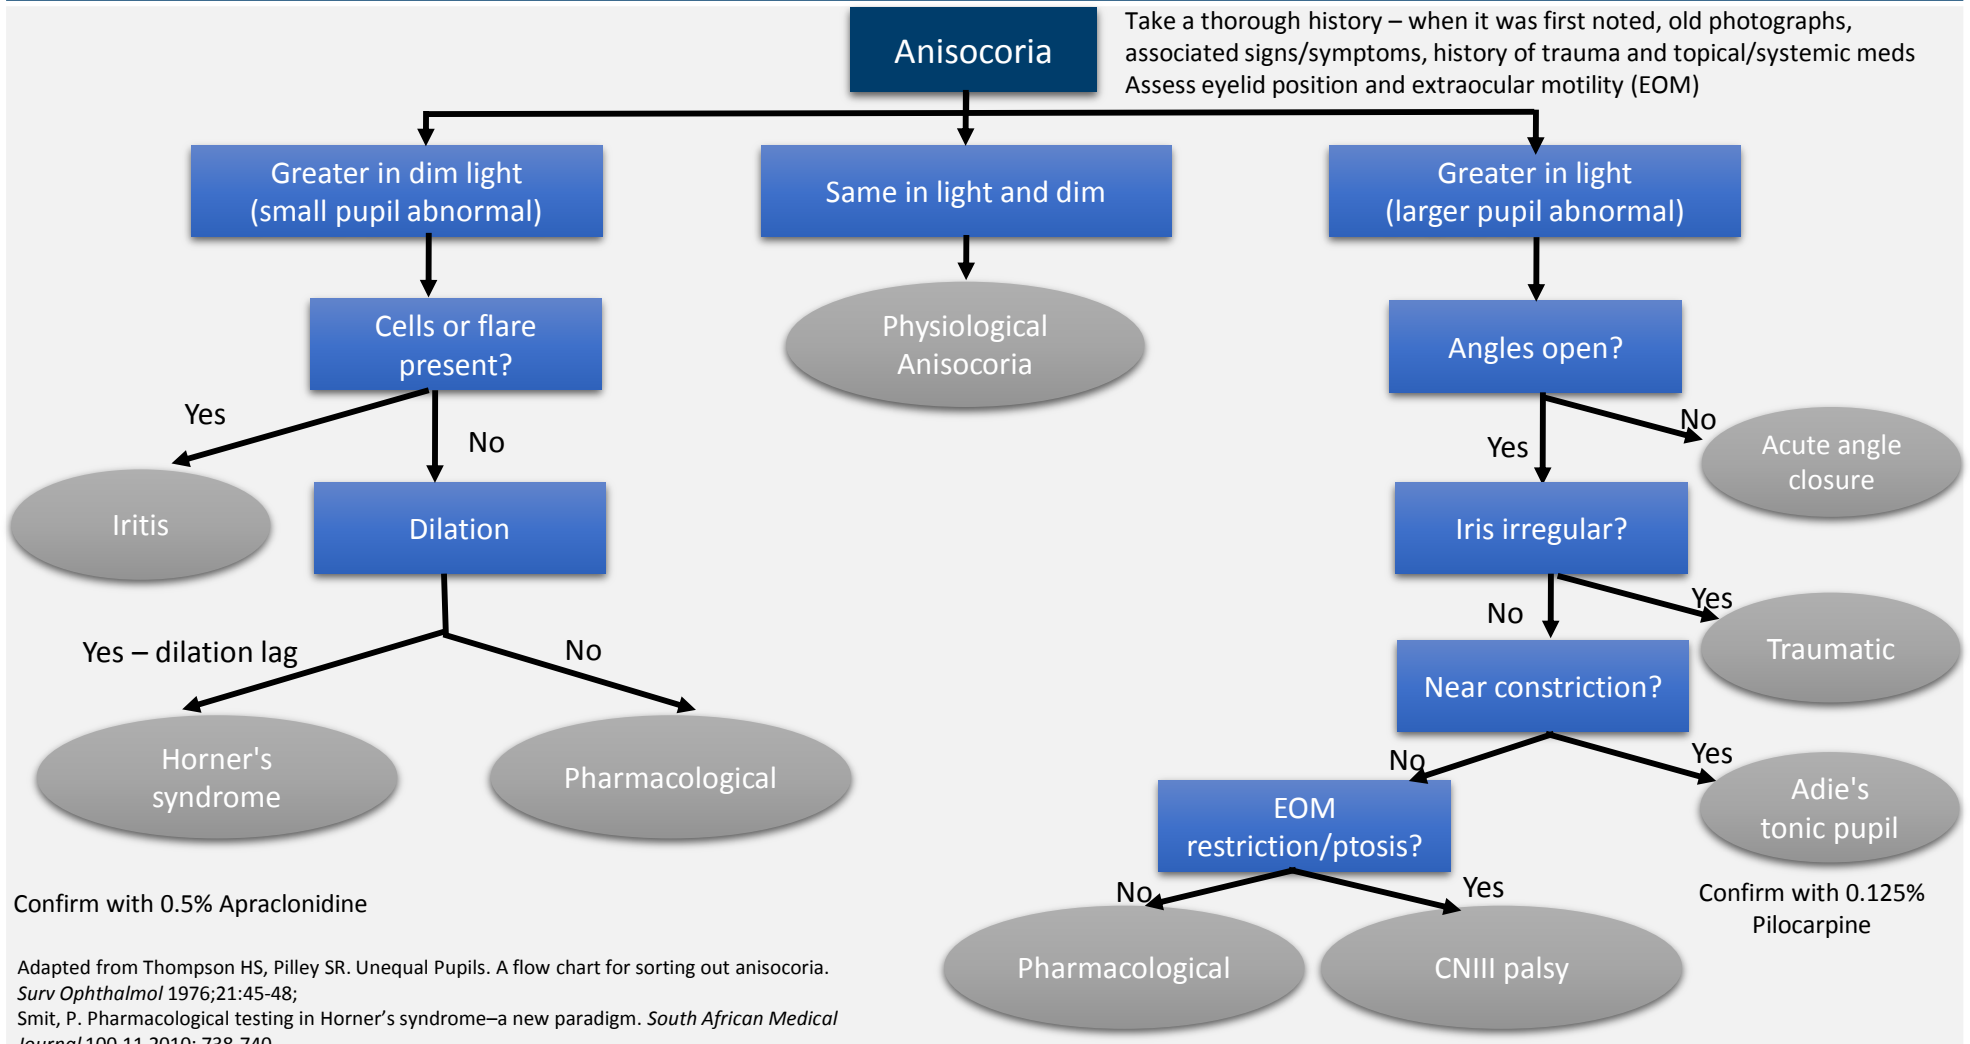 Anisocoria
Take a thorough history – when it was first noted, old photographs,
associated signs/symptoms, history of trauma and topical/systemic meds
Assess eyelid position and extraocular motility (EOM)
Greater in dim light
(small pupil abnormal)
Same in light and dim
Greater in light
(larger pupil abnormal)
Cells or flare
present?
Physiological
Anisocoria
Angles open?
Yes
No
No
Yes
Acute angle
closure
Iritis
Dilation
Iris irregular?
Yes – dilation lag
No
No
Yes
Traumatic
Near constriction?
Horner's
syndrome
Pharmacological
No
Yes
EOM
restriction/ptosis?
Adie's
tonic pupil
No
Yes
Confirm with 0.5% Apraclonidine
Confirm with 0.125%
Pilocarpine
Pharmacological
CNIII palsy
Adapted from Thompson HS, Pilley SR. Unequal Pupils. A flow chart for sorting out anisocoria.
Surv Ophthalmol 1976;21:45-48;
Smit, P. Pharmacological testing in Horner’s syndrome–a new paradigm. South African Medical
Journal 100.11 2010: 738-740